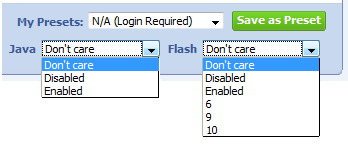 My Presets: N/A (Login Required) Save as Preset
Java Don't care Flash Don't care
Don't care Don't care
Disabled Disabled
Enabled Enabled
6
9
10